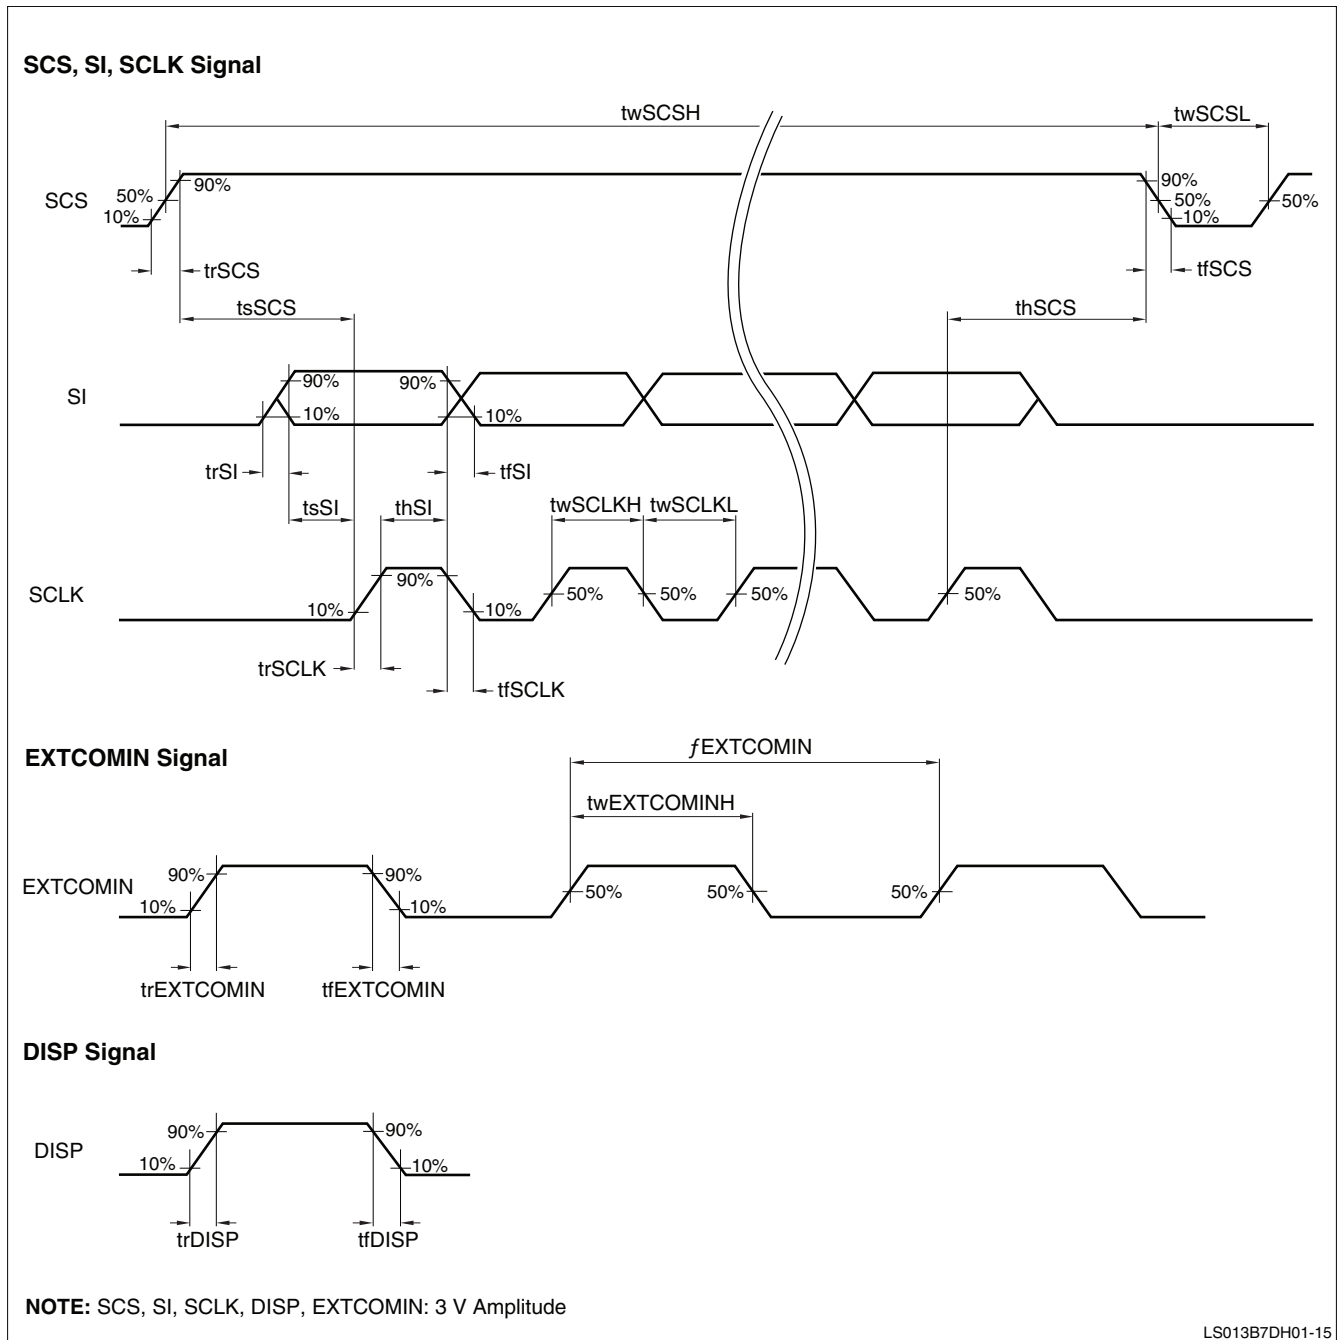 SCS, SI, SCLK Signal
twSCSH
twSCSL
SCS
50%
10%
90%
90%
50%
10%
50%
trSCS
tfSCS
tsSCS
thSCS
SI
90%
10%
90%
10%
trSI
tfSI
tsSI
thSI
twSCLKH
twSCLKL
SCLK
10%
90%
10%
50%
50%
50%
50%
trSCLK
tfSCLK
EXTCOMIN Signal
ƒEXTCOMIN
twEXTCOMINH
EXTCOMIN
90%
10%
90%
10%
50%
50%
50%
trEXTCOMIN
tfEXTCOMIN
DISP Signal
DISP
90%
10%
90%
10%
trDISP
tfDISP
NOTE: SCS, SI, SCLK, DISP, EXTCOMIN: 3 V Amplitude
LS013B7DH01-15